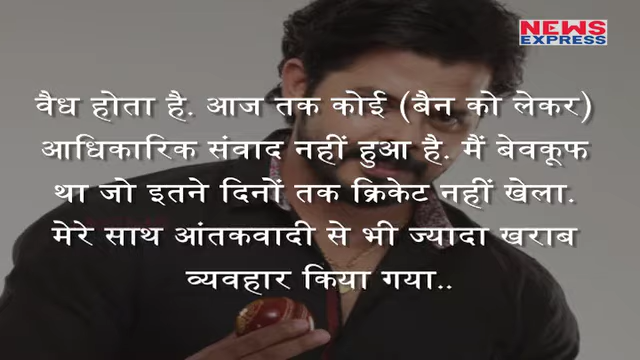 NEWS
EXPRESS
वैध होता है. आज तक कोई (बैन को लेकर)
आधिकारिक संवाद नहीं हुआ है. मैं बेवकूफ
था जो इतने दिनों तक क्रिकेट नहीं खेला.
मेरे साथ आंतकवादी से भी ज्यादा खराब
व्यवहार किया गया..